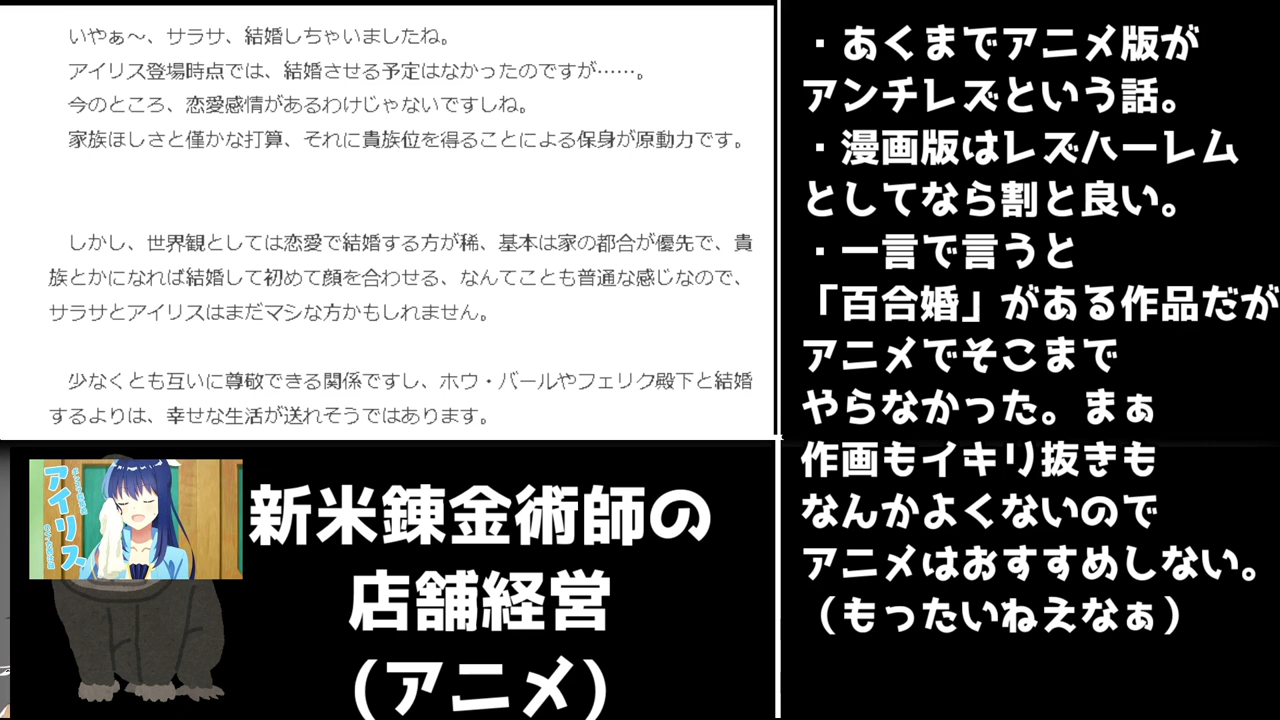 いやぁ～、サラサ、結婚しちゃいましたね。
アイリス登場時点では、結婚させる予定はなかったのですが……。
今のところ、恋愛感情があるわけじゃないですしね。
家族ほしさと僅かな打算、それに貴族位を得ることによる保身が原動力です。
しかし、世界観としては恋愛で結婚する方が稀、基本は家の都合が優先で、貴
族とかになれば結婚して初めて顔を合わせる、なんてことも普通な感じなので、
サラサとアイリスはまだマシな方かもしれません。
少なくとも互いに尊敬できる関係ですし、ホウ・バールやフェリク殿下と結婚
するよりは、幸せな生活が送れそうではあります。
アイリス
新米錬金術師の
店舗経営
(アニメ)
・あくまでアニメ版が
アンチレズという話。
・漫画版はレズハーレム
としてなら割と良い。
・一言で言うと
「百合婚」がある作品だが
アニメでそこまで
やらなかった。まぁ
作画もイキリ抜きも
なんかよくないので
アニメはおすすめしない。
（もったいねえなぁ）